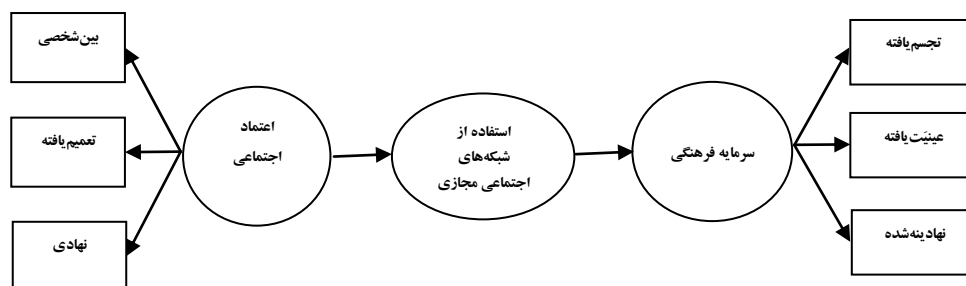 بین‌شخصی
تعمیم‌یافته
نهادی
اعتماد
اجتماعی
استفاده از
شبکه‌های
اجتماعی مجازی
سرمایه فرهنگی
تجسم‌یافته
عینیّت‌یافته
نهادینه‌شده